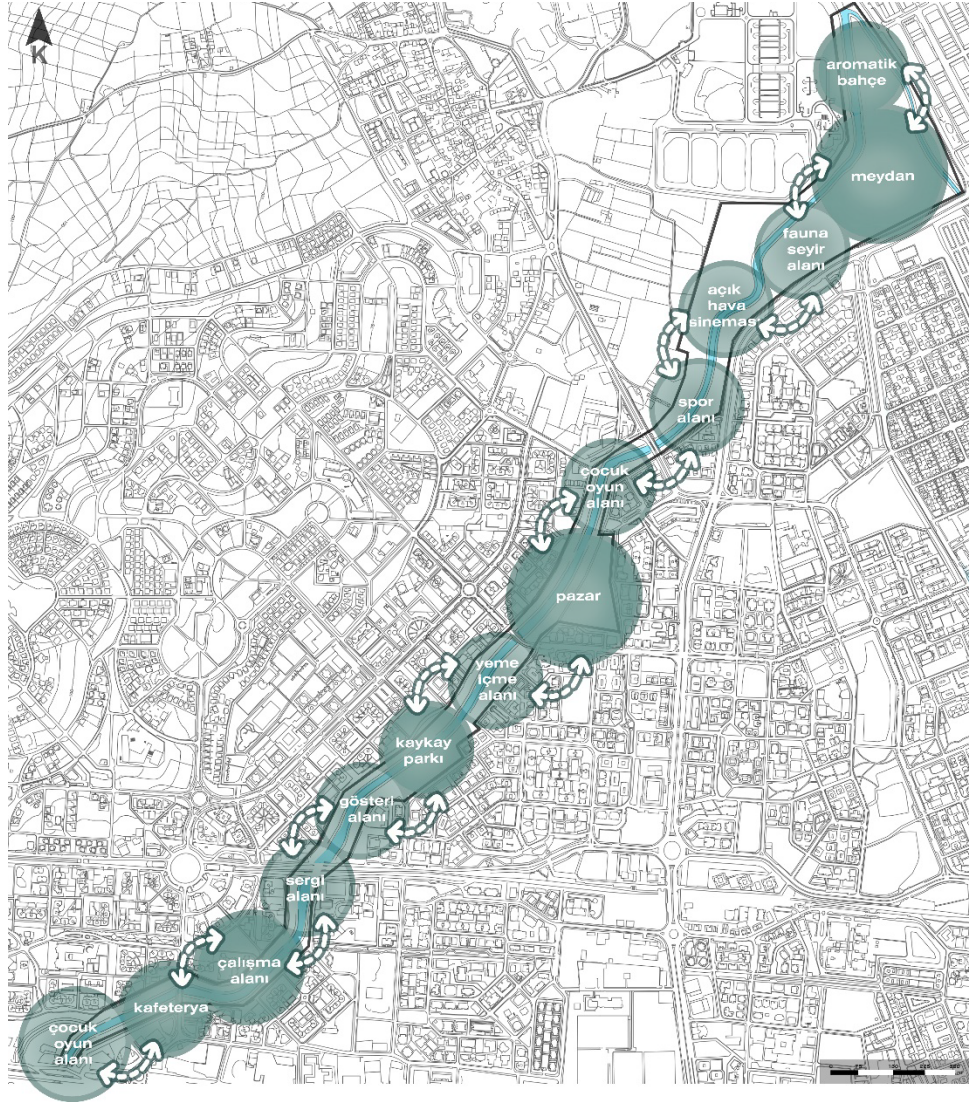 K
aromatik
bahçe
meydan
fauna
seyir
alanı
açık
hava
sineması
spor
alanı
çocuk
oyun
alanı
pazar
yeme
içme
alanı
kaykay
parkı
gösteri
alanı
sergi
alanı
çalışma
alanı
kafeterya
çocuk
oyun
alanı